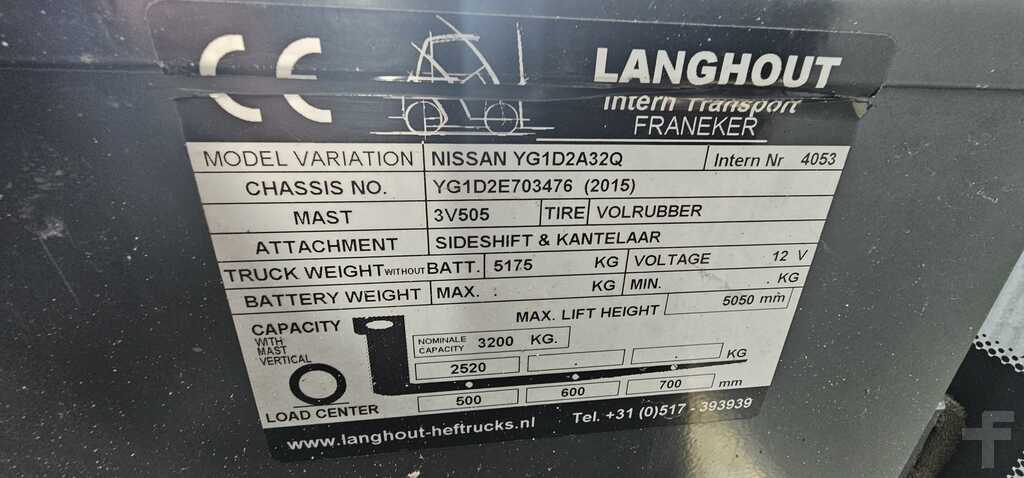 CE
LANGHOUT
Intern Transport
FRANEKER
MODEL VARIATION NISSAN YG1D2A32Q Intern Nr 4053
CHASSIS NO. YG1D2E703476 (2015)
MAST 3V505 TIRE VOLRUBBER
ATTACHMENT SIDESHIFT & KANTELAAR
TRUCK WEIGHT WITHOUT BATT. 5175 KG VOLTAGE 12 V
BATTERY WEIGHT MAX. . KG MIN. . KG
MAX. LIFT HEIGHT 5050 mm
CAPACITY
WITH
MAST
VERTICAL
NOMINALE
CAPACITY 3200 KG.
2520 . . KG
500 600 700 mm
LOAD CENTER
www.langhout-heftrucks.nl Tel. +31 (0)517 - 393939